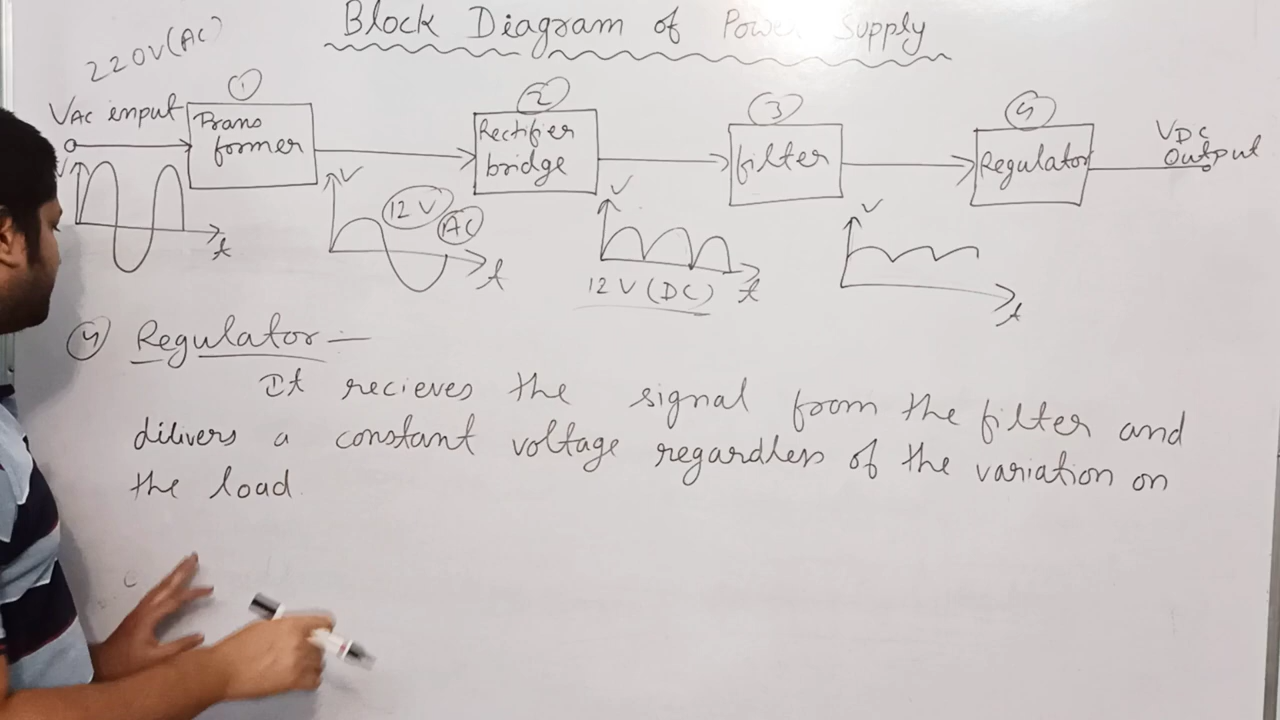 Block Diagram of Power Supply
220V(AC)
VAC input
1
Trans
former
2
Rectifier
bridge
3
filter
4
Regulator
VDC
Output
V
t
V
12 V
AC
t
V
12 V (DC)
t
V
t
4 Regulator -
It recieves the signal from the filter and
dilivers a constant voltage regardless of the variation on
the load